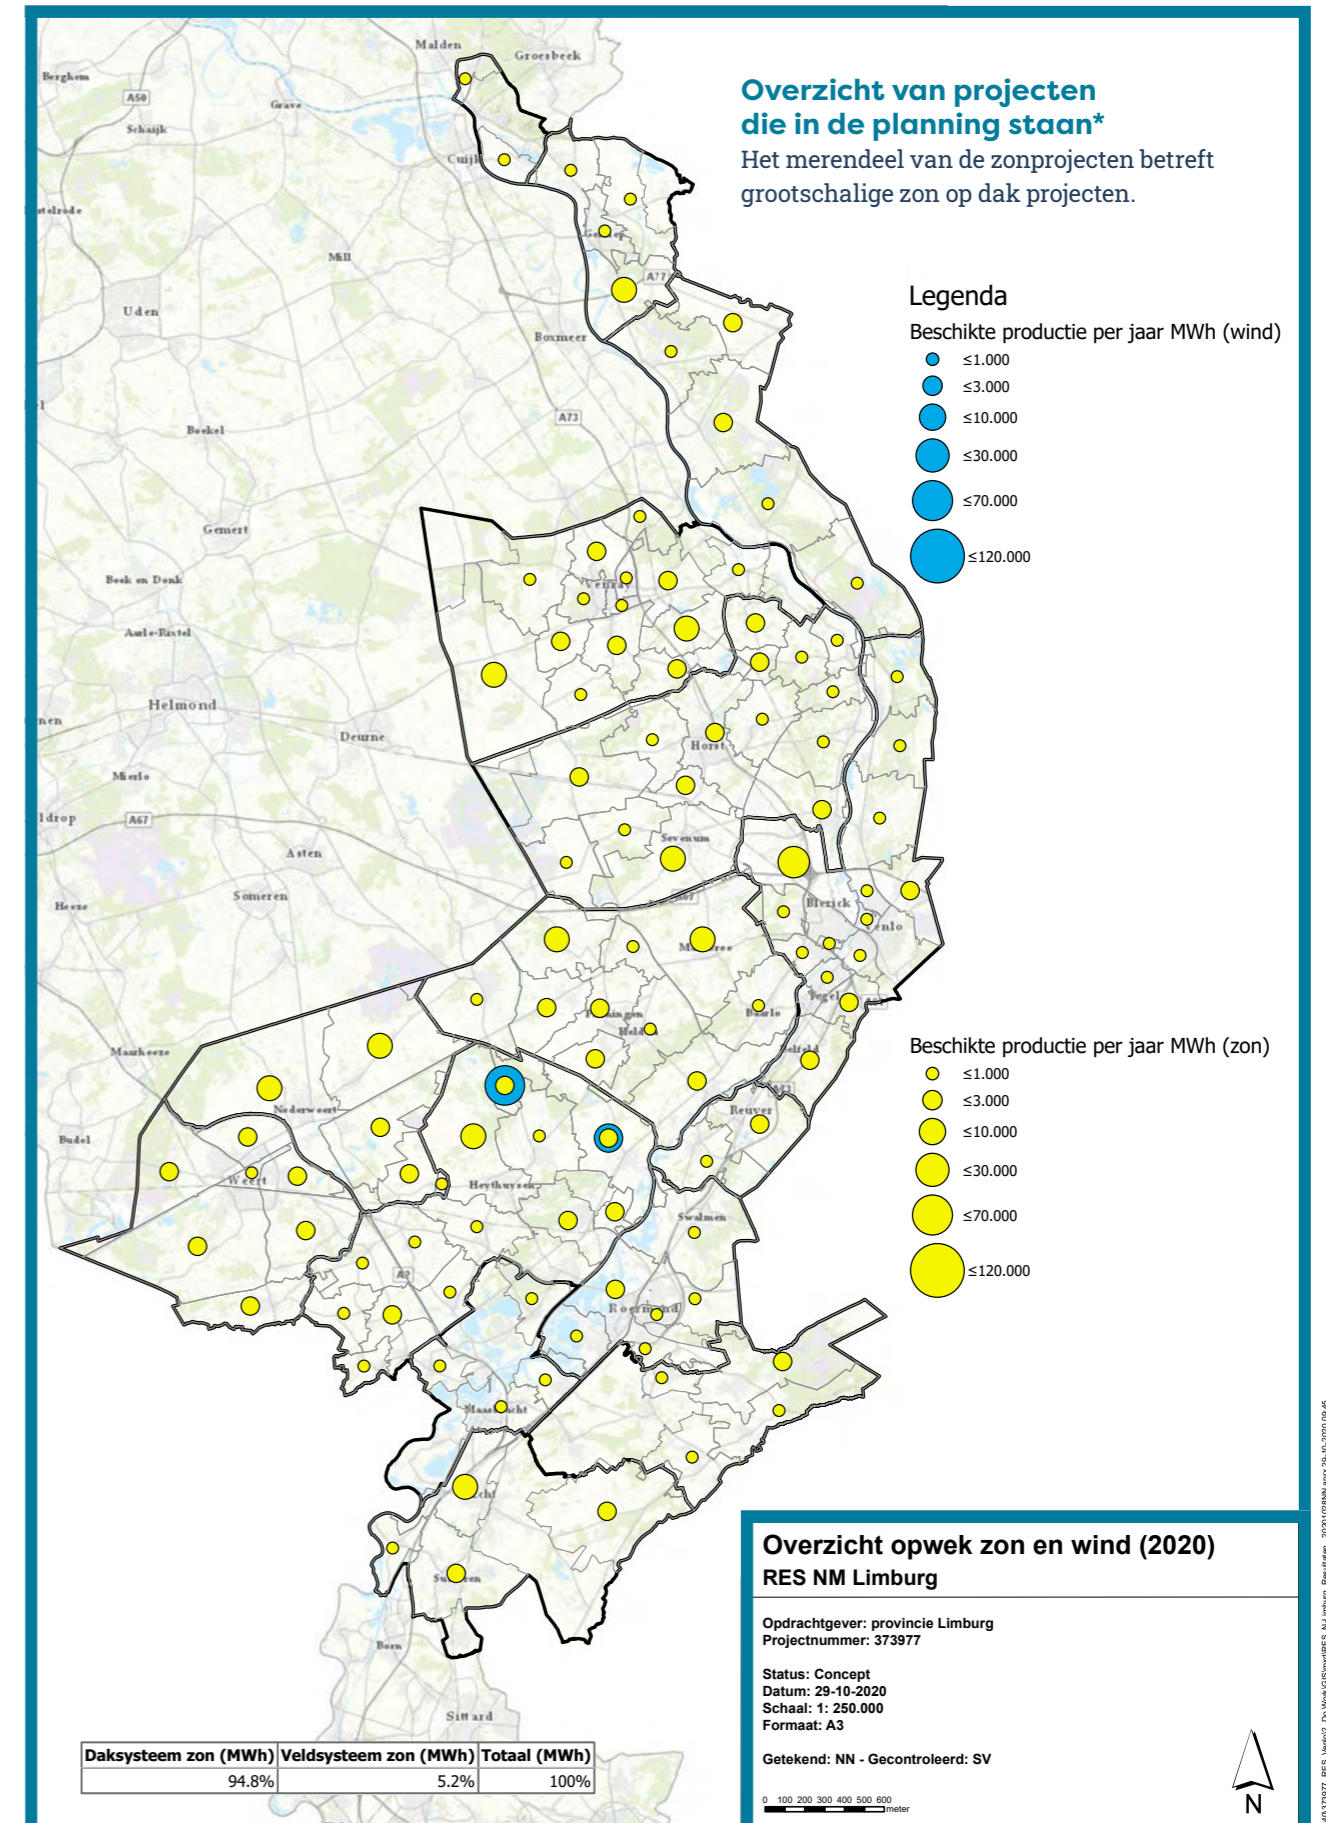 Overzicht van projecten
die in de planning staan*
Het merendeel van de zonprojecten betreft
grootschalige zon op dak projecten.
Legenda
Beschikte productie per jaar MWh (wind)
≤1.000
≤3.000
≤10.000
≤30.000
≤70.000
≤120.000
Beschikte productie per jaar MWh (zon)
≤1.000
≤3.000
≤10.000
≤30.000
≤70.000
≤120.000
Malden
Groesbeek
Berghem
A50
Grave
Schaijk
Cuijk
Mill
A77
Uden
Boxmeer
A73
Boekel
Gemert
Beek en Donk
Venray
Aarle-Rixtel
Helmond
Deurne
Horst
Mierlo
A67
Sevenum
Asten
Someren
Heeze
Blerick
Venlo
Baarlo
Maarheeze
Nederweert
Reuver
Budel
Weert
Heythuysen
Swalmen
A2
Roermond
Born
Sittard
Overzicht opwek zon en wind (2020)
RES NM Limburg
Opdrachtgever: provincie Limburg
Projectnummer: 373977
Status: Concept
Datum: 29-10-2020
Schaal: 1: 250.000
Formaat: A3
Getekend: NN - Gecontroleerd: SV
0 100 200 300 400 500 600
meter
N
Daksysteem zon (MWh) Veldsysteem zon (MWh) Totaal (MWh)
94.8% 5.2% 100%